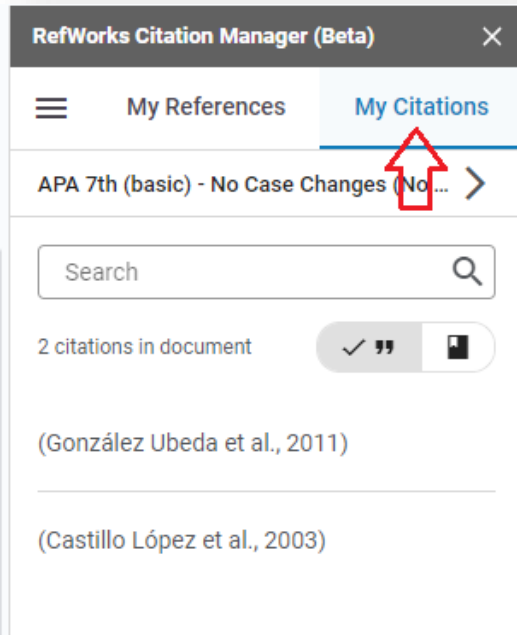 RefWorks Citation Manager (Beta)
My References My Citations
APA 7th (basic) - No Case Changes (No ...
Search
2 citations in document
(González Ubeda et al., 2011)
(Castillo López et al., 2003)